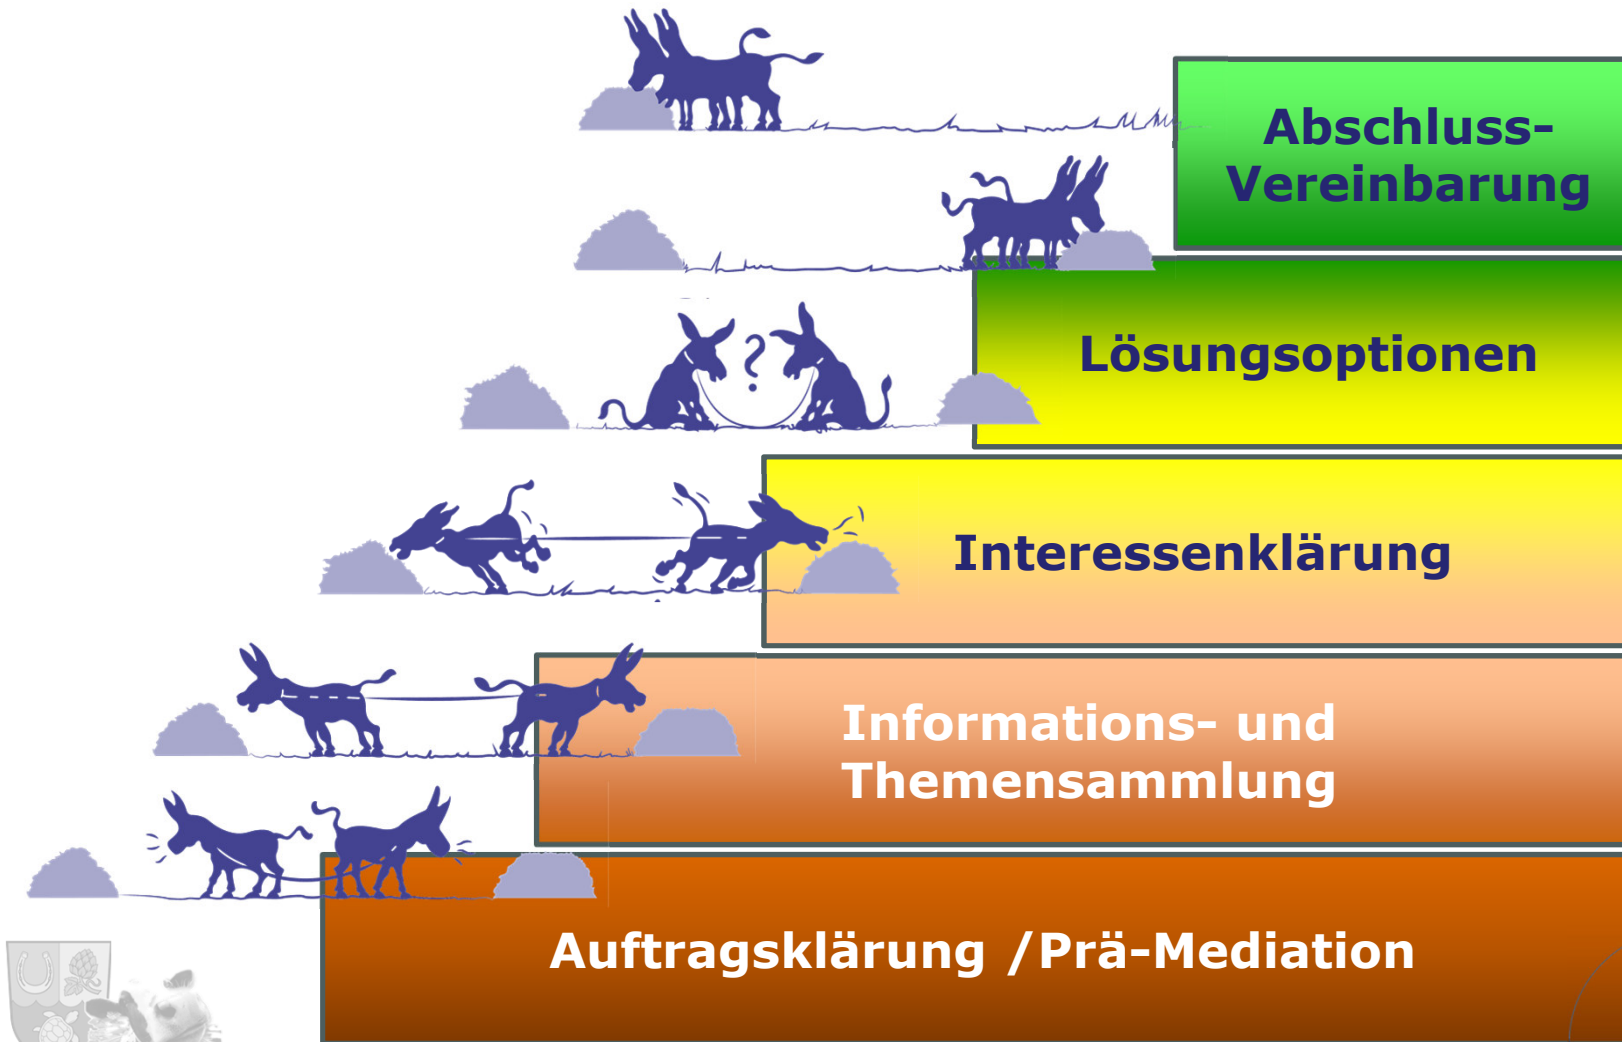 Abschluss-
Vereinbarung
?
Lösungsoptionen
Interessenklärung
Informations- und
Themensammlung
Auftragsklärung /Prä-Mediation